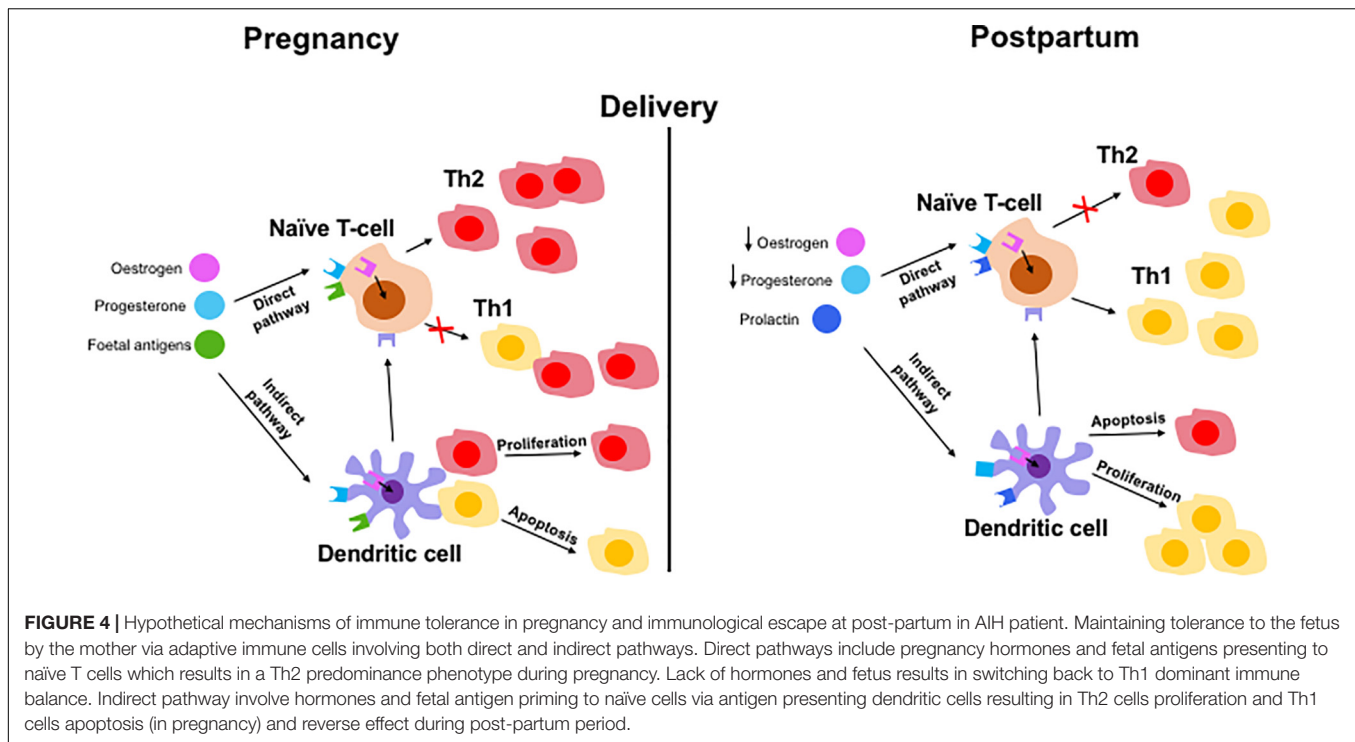 Pregnancy
Postpartum
Delivery
Th2
Naïve T-cell
Oestrogen
Progesterone
Foetal antigens
Direct
pathway
Th1
Indirect
pathway
Proliferation
Apoptosis
Dendritic cell
Th2
Naïve T-cell
↓ Oestrogen
↓ Progesterone
Prolactin
Direct
pathway
Th1
Indirect
pathway
Apoptosis
Proliferation
Dendritic cell
FIGURE 4 | Hypothetical mechanisms of immune tolerance in pregnancy and immunological escape at post-partum in AIH patient. Maintaining tolerance to the fetus
by the mother via adaptive immune cells involving both direct and indirect pathways. Direct pathways include pregnancy hormones and fetal antigens presenting to
naïve T cells which results in a Th2 predominance phenotype during pregnancy. Lack of hormones and fetus results in switching back to Th1 dominant immune
balance. Indirect pathway involve hormones and fetal antigen priming to naïve cells via antigen presenting dendritic cells resulting in Th2 cells proliferation and Th1
cells apoptosis (in pregnancy) and reverse effect during post-partum period.